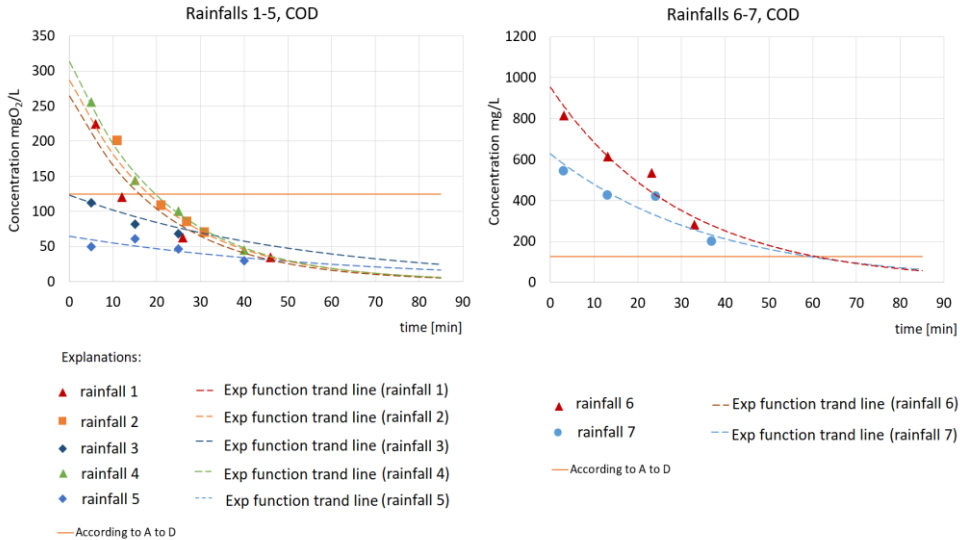 Rainfalls 1-5, COD
Concentration mgO₂/L
350
300
250
200
150
100
50
0
0 10 20 30 40 50 60 70 80 90
time [min]
Explanations:
rainfall 1
rainfall 2
rainfall 3
rainfall 4
rainfall 5
Exp function trand line (rainfall 1)
Exp function trand line (rainfall 2)
Exp function trand line (rainfall 3)
Exp function trand line (rainfall 4)
Exp function trand line (rainfall 5)
According to A to D
Rainfalls 6-7, COD
Concentration mg/L
1200
1000
800
600
400
200
0
0 10 20 30 40 50 60 70 80 90
time [min]
rainfall 6
rainfall 7
Exp function trand line (rainfall 6)
Exp function trand line (rainfall 7)
According to A to D